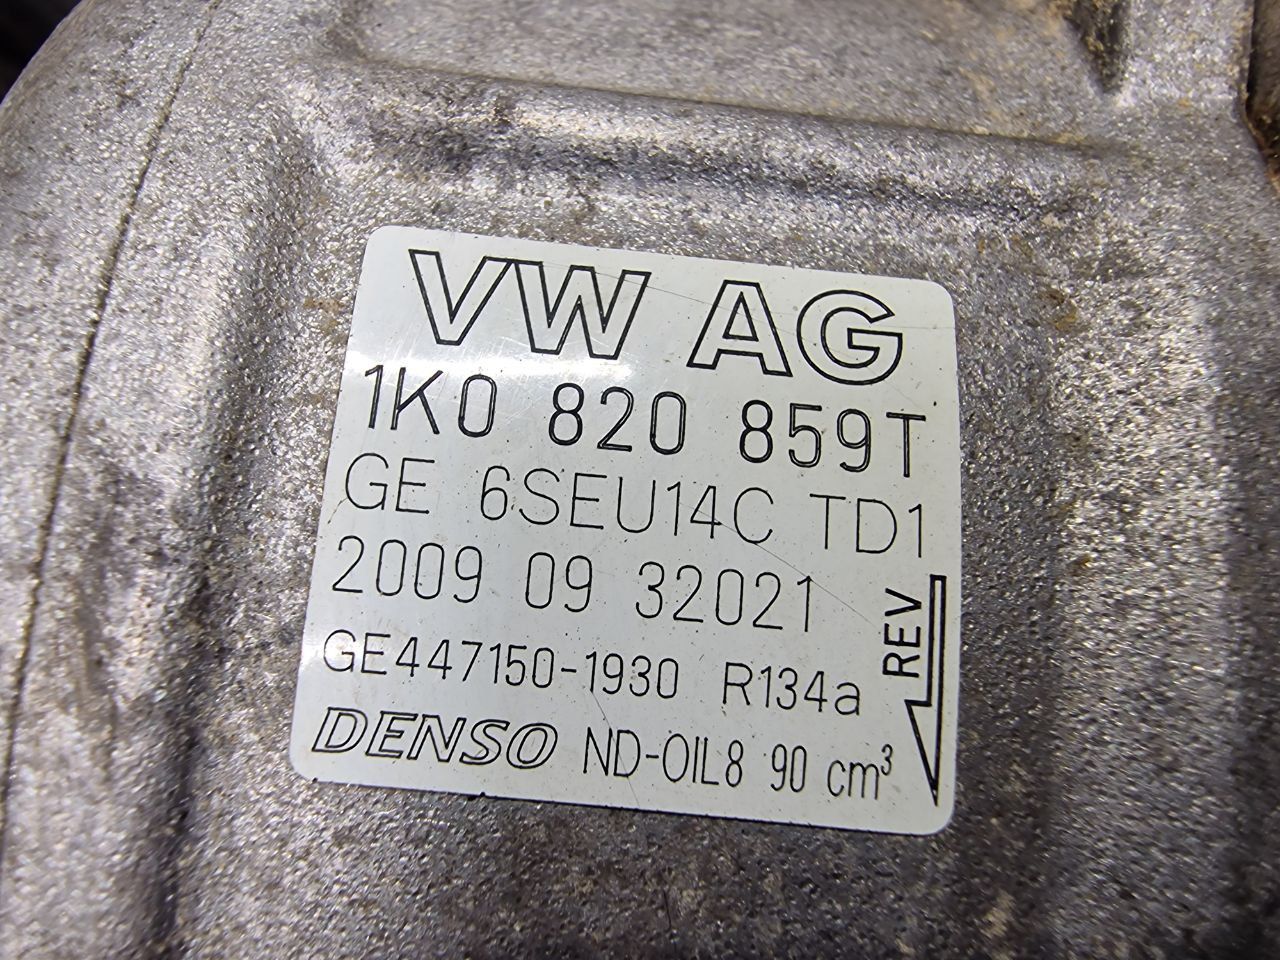 VW AG
1K0 820 859T
GE 6SEU14C TD1
2009 09 32021
REV
GE447150-1930 R134a
DENSO ND-OIL8 90 cm³